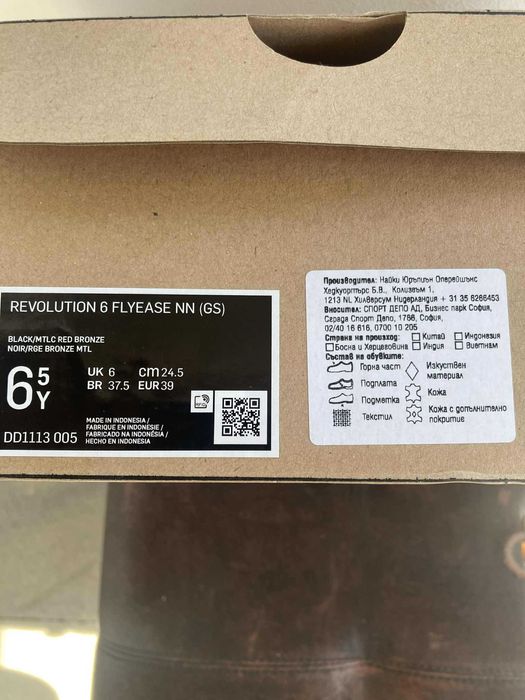 REVOLUTION 6 FLYEASE NN (GS)
BLACK/MTLC RED BRONZE
NOIR/RGE BRONZE MTL
6 5 Y
UK 6 CM 24.5
BR 37.5 EUR 39
MADE IN INDONESIA /
FABRIQUE EN INDONESIE /
FABRICADO NA INDONÉSIA /
HECHO EN INDONESIA
DD1113 005
Производител: Найки Юръпиън Оперейшънс
Хедкуортърс Б.В., Колизъм 1,
1213 NL Хилверсум Нидерландия + 31 35 6266453
Вносител: СПОРТ ДЕПО АД, Бизнес парк София,
Сграда Спорт Депо, 1766, София,
02/40 16 616, 0700 10 205
Страна на произход: Китай Индонезия
Босна и Херцеговина Индия Виетнам
Състав на обувките:
Горна част Изкуствен материал
Подплата
Подметка Кожа
Текстил Кожа с допълнително покритие